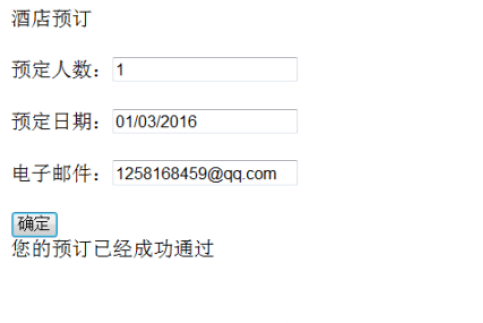 酒店预订
预定人数：1
预定日期：01/03/2016
电子邮件：1258168459@qq.com
确定
您的预订已经成功通过